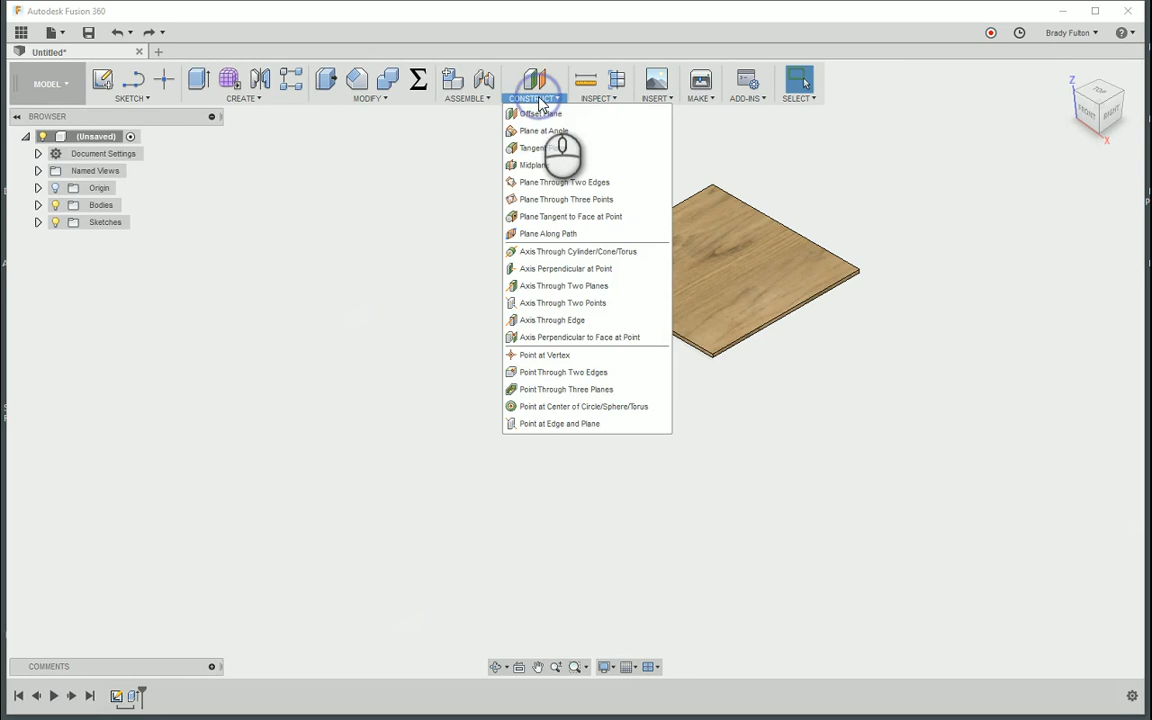 Autodesk Fusion 360
Brady Fulton
Untitled*
MODEL
SKETCH
CREATE
MODIFY
ASSEMBLE
CONSTRUCT
INSPECT
INSERT
MAKE
ADD-INS
SELECT
BROWSER
(Unsaved)
Document Settings
Named Views
Origin
Bodies
Sketches
Offset Plane
Plane at Angle
Tangent
Midplane
Plane Through Two Edges
Plane Through Three Points
Plane Tangent to Face at Point
Plane Along Path
Axis Through Cylinder/Cone/Torus
Axis Perpendicular at Point
Axis Through Two Planes
Axis Through Two Points
Axis Through Edge
Axis Perpendicular to Face at Point
Point at Vertex
Point Through Two Edges
Point Through Three Planes
Point at Center of Circle/Sphere/Torus
Point at Edge and Plane
Z
TOP
FRONT
RIGHT
X
COMMENTS